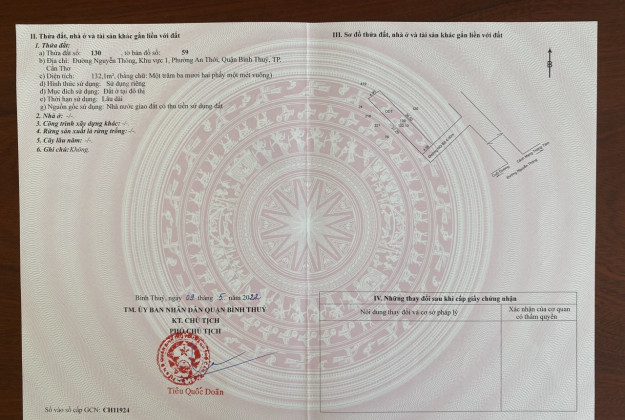 II. Thửa đất, nhà ở và tài sản khác gắn liền với đất
1. Thửa đất:
a) Thửa đất số: 130, tờ bản đồ số: 59
b) Địa chỉ: Đường Nguyễn Thông, Khu vực 1, Phường An Thới, Quận Bình Thuỷ, TP.
Cần Thơ
c) Diện tích: 132,1m², (bằng chữ: Một trăm ba mươi hai phẩy một mét vuông)
d) Hình thức sử dụng: Sử dụng riêng
đ) Mục đích sử dụng: Đất ở tại đô thị
e) Thời hạn sử dụng: Lâu dài
g) Nguồn gốc sử dụng: Nhà nước giao đất có thu tiền sử dụng đất
2. Nhà ở: -/-
3. Công trình xây dựng khác: -/-
4. Rừng sản xuất là rừng trồng: -/-
5. Cây lâu năm: -/-
6. Ghi chú: Không.
Bình Thuỷ, ngày 09 tháng 5 năm 2022
TM. ỦY BAN NHÂN DÂN QUẬN BÌNH THUỶ
KT. CHỦ TỊCH
PHÓ CHỦ TỊCH
Tiêu Quốc Doãn
Số vào sổ cấp GCN: CH11924
III. Sơ đồ thửa đất, nhà ở và tài sản khác gắn liền với đất
B
Đường Nguyễn Thông
IV. Những thay đổi sau khi cấp giấy chứng nhận
Nội dung thay đổi và cơ sở pháp lý
Xác nhận của cơ quan
có thẩm quyền